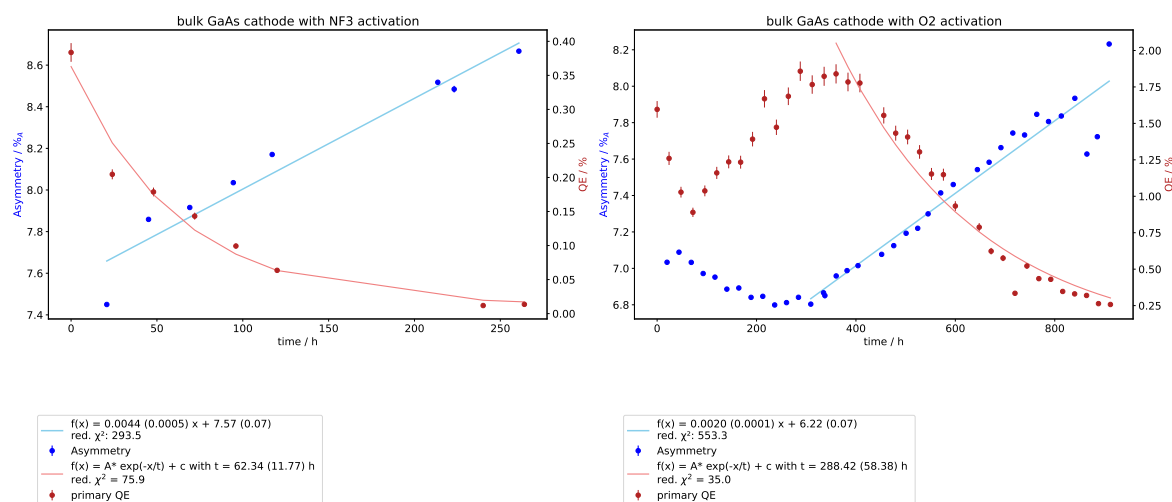 bulk GaAs cathode with NF3 activation
Asymmetry / %_A
8.6
8.4
8.2
8.0
7.8
7.6
7.4
0.40
0.35
0.30
0.25
0.20
0.15
0.10
0.05
0.00
QE / %
0
50
100
150
200
250
time / h
f(x) = 0.0044 (0.0005) x + 7.57 (0.07)
red. χ²: 293.5
Asymmetry
f(x) = A* exp(-x/t) + c with t = 62.34 (11.77) h
red. χ² = 75.9
primary QE
bulk GaAs cathode with O2 activation
Asymmetry / %_A
8.2
8.0
7.8
7.6
7.4
7.2
7.0
6.8
2.00
1.75
1.50
1.25
1.00
0.75
0.50
0.25
QE / %
0
200
400
600
800
time / h
f(x) = 0.0020 (0.0001) x + 6.22 (0.07)
red. χ²: 553.3
Asymmetry
f(x) = A* exp(-x/t) + c with t = 288.42 (58.38) h
red. χ² = 35.0
primary QE